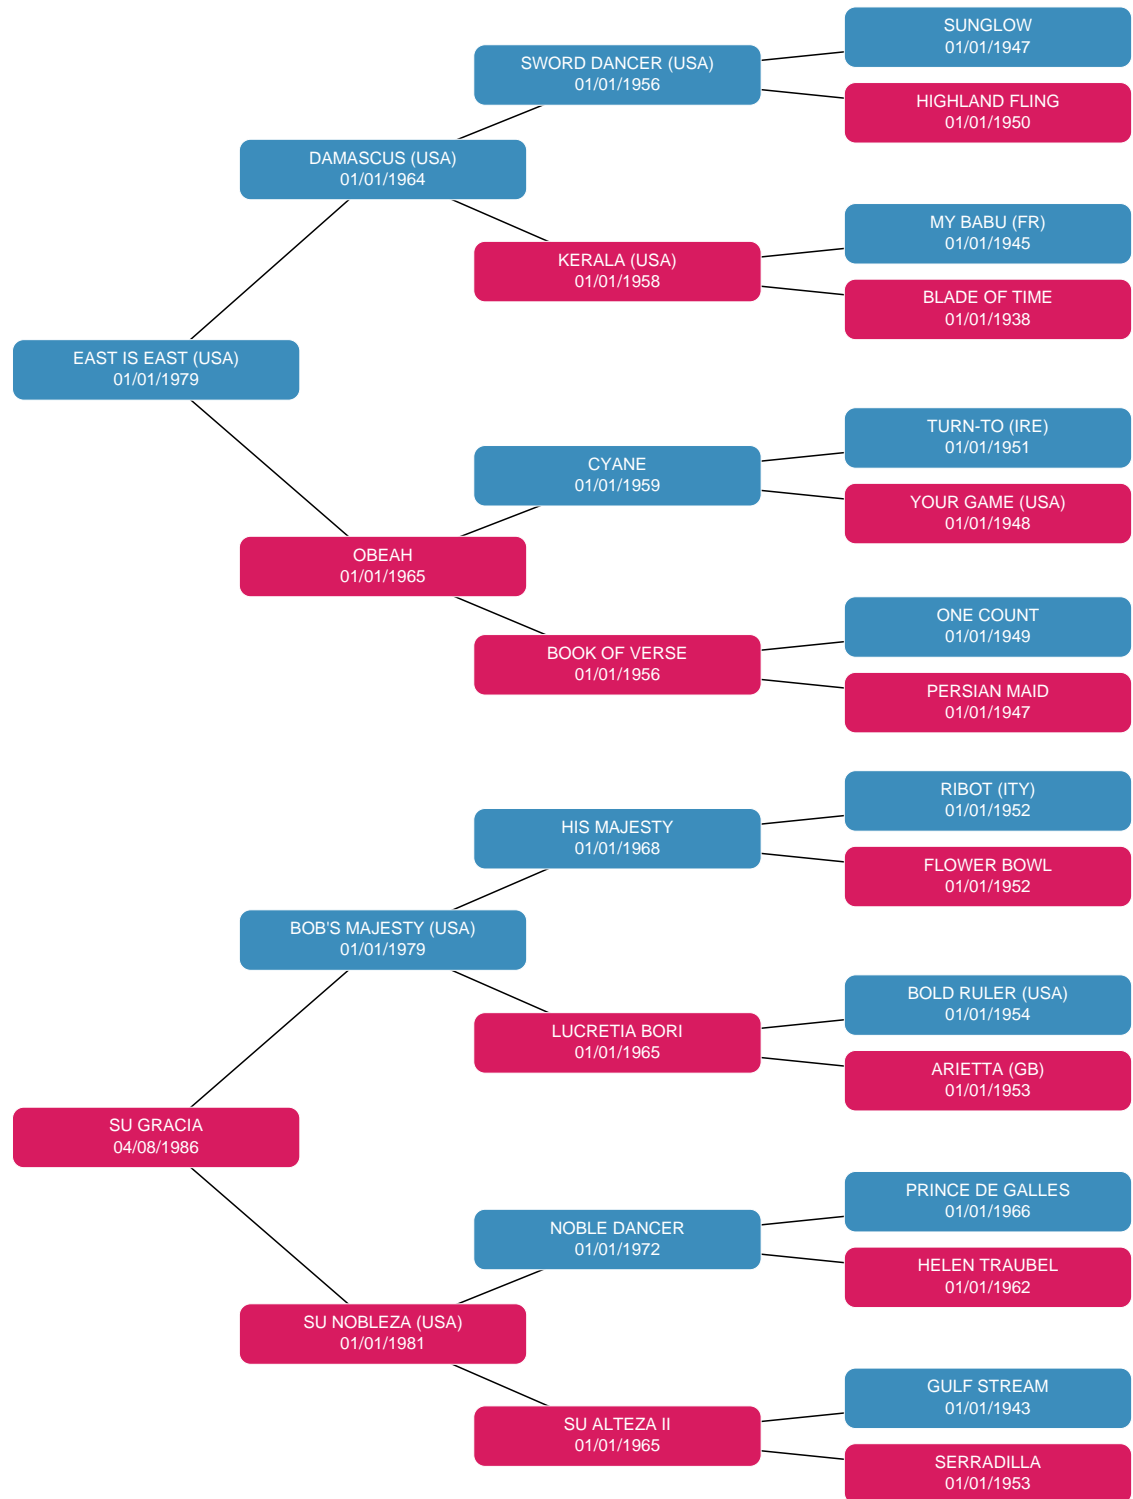 SUNGLOW
01/01/1947
SWORD DANCER (USA)
01/01/1956
HIGHLAND FLING
01/01/1950
DAMASCUS (USA)
01/01/1964
MY BABU (FR)
01/01/1945
KERALA (USA)
01/01/1958
BLADE OF TIME
01/01/1938
EAST IS EAST (USA)
01/01/1979
TURN-TO (IRE)
01/01/1951
CYANE
01/01/1959
YOUR GAME (USA)
01/01/1948
OBEAH
01/01/1965
ONE COUNT
01/01/1949
BOOK OF VERSE
01/01/1956
PERSIAN MAID
01/01/1947
RIBOT (ITY)
01/01/1952
HIS MAJESTY
01/01/1968
FLOWER BOWL
01/01/1952
BOB'S MAJESTY (USA)
01/01/1979
BOLD RULER (USA)
01/01/1954
LUCRETIA BORI
01/01/1965
ARIETTA (GB)
01/01/1953
SU GRACIA
04/08/1986
PRINCE DE GALLES
01/01/1966
NOBLE DANCER
01/01/1972
HELEN TRAUBEL
01/01/1962
SU NOBLEZA (USA)
01/01/1981
GULF STREAM
01/01/1943
SU ALTEZA II
01/01/1965
SERRADILLA
01/01/1953